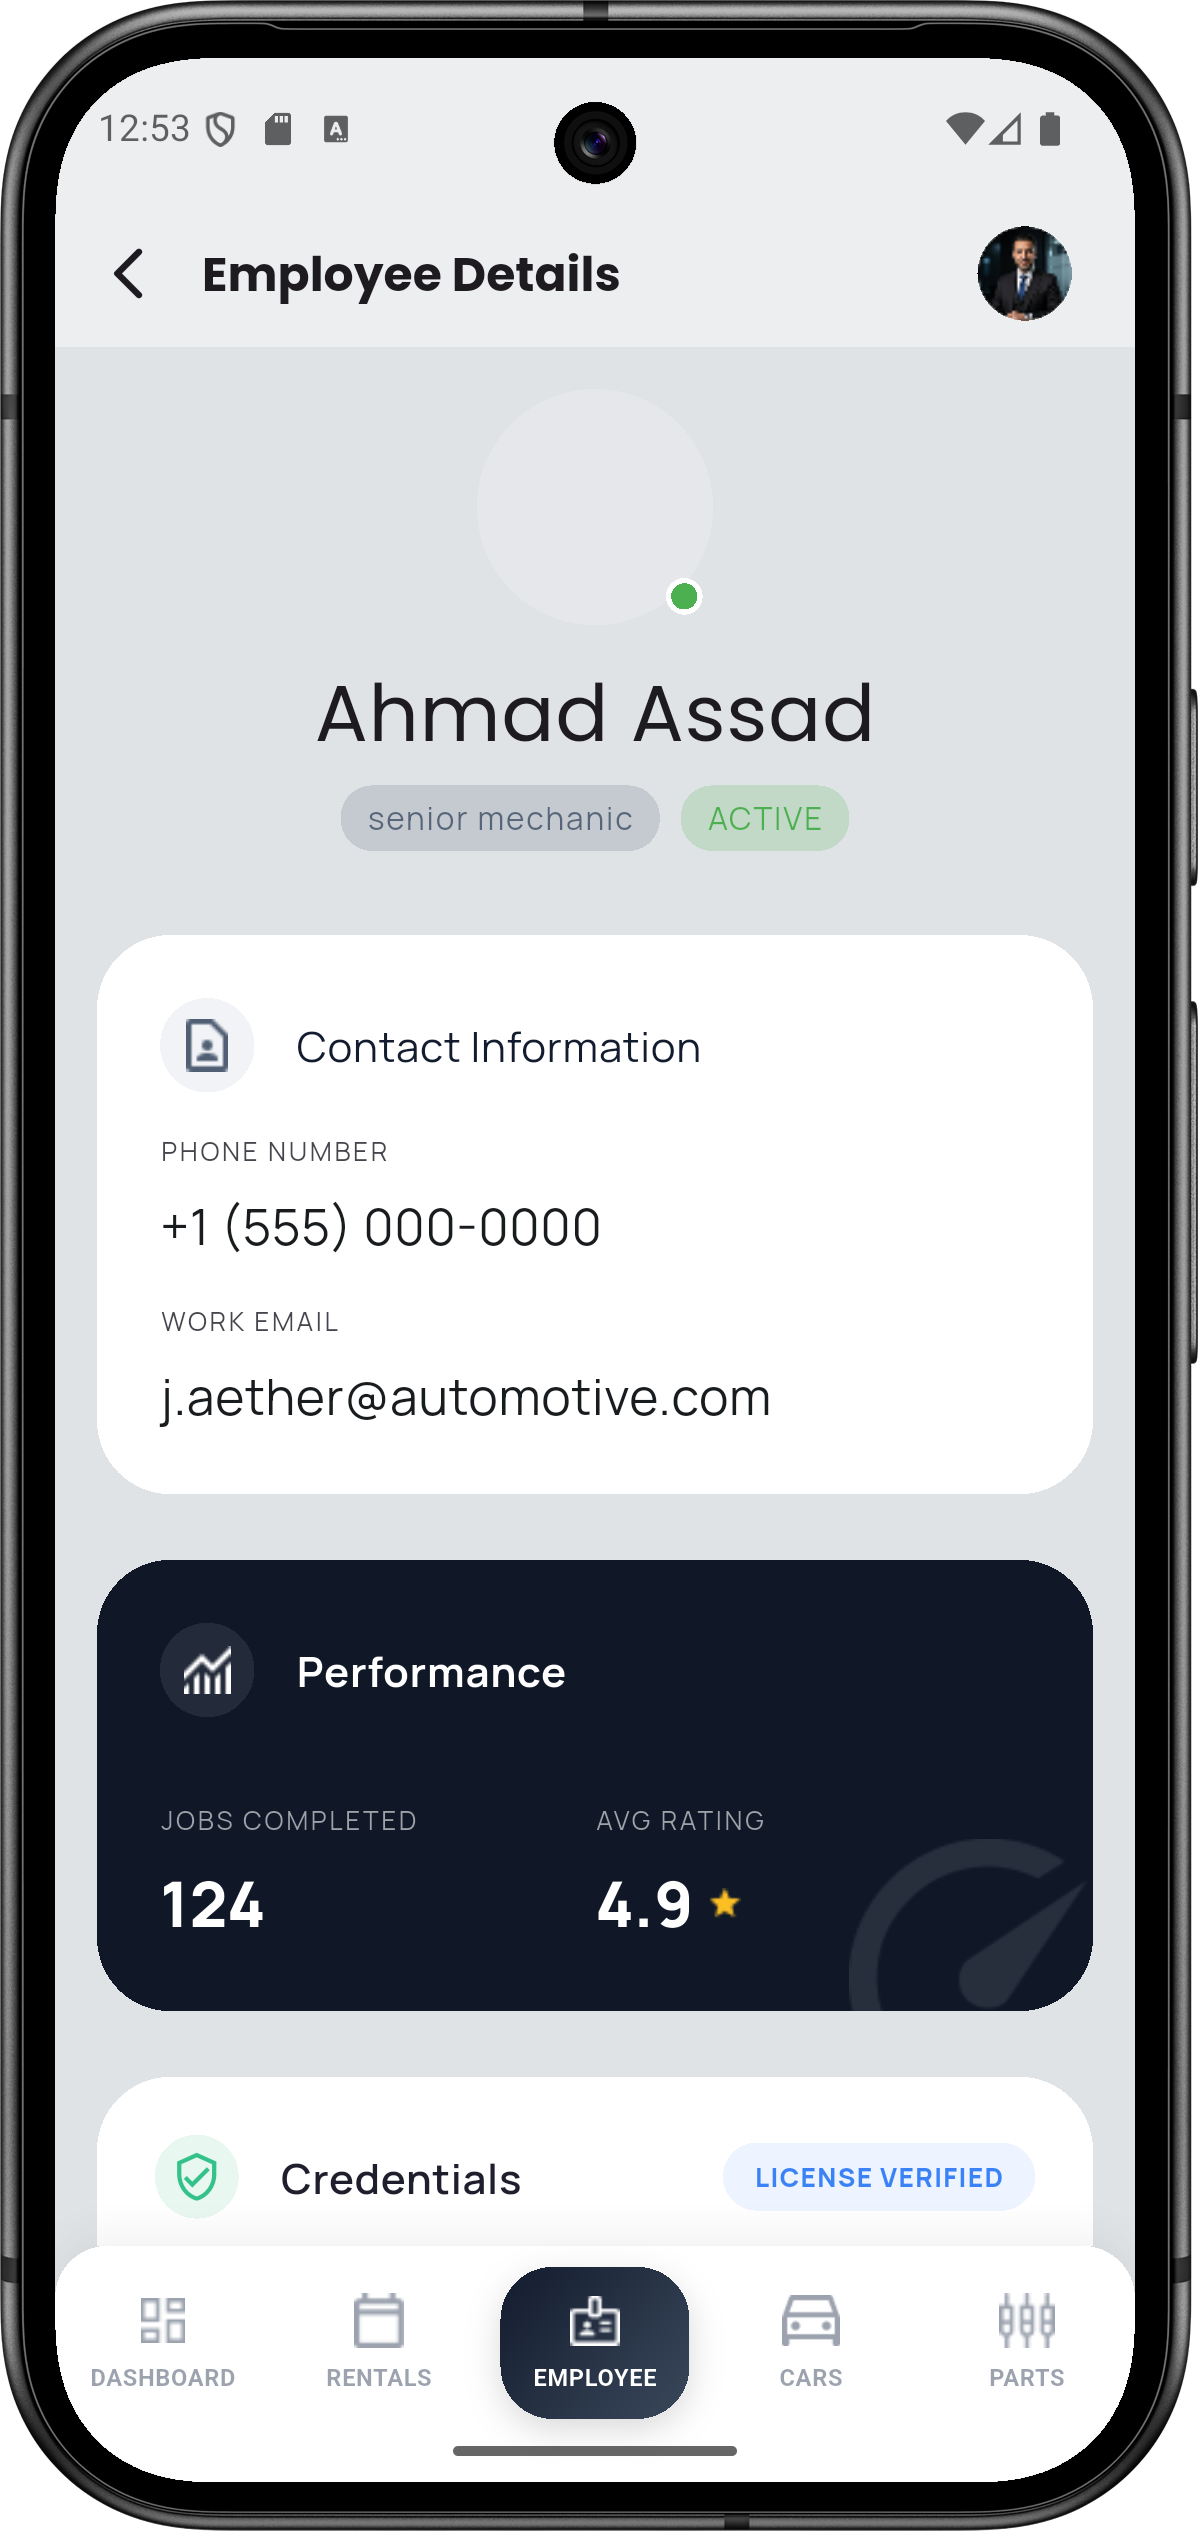 12:53
Employee Details
Ahmad Assad
senior mechanic ACTIVE
Contact Information
PHONE NUMBER
+1 (555) 000-0000
WORK EMAIL
j.aether@automotive.com
Performance
JOBS COMPLETED AVG RATING
124 4.9
Credentials LICENSE VERIFIED
DASHBOARD RENTALS EMPLOYEE CARS PARTS